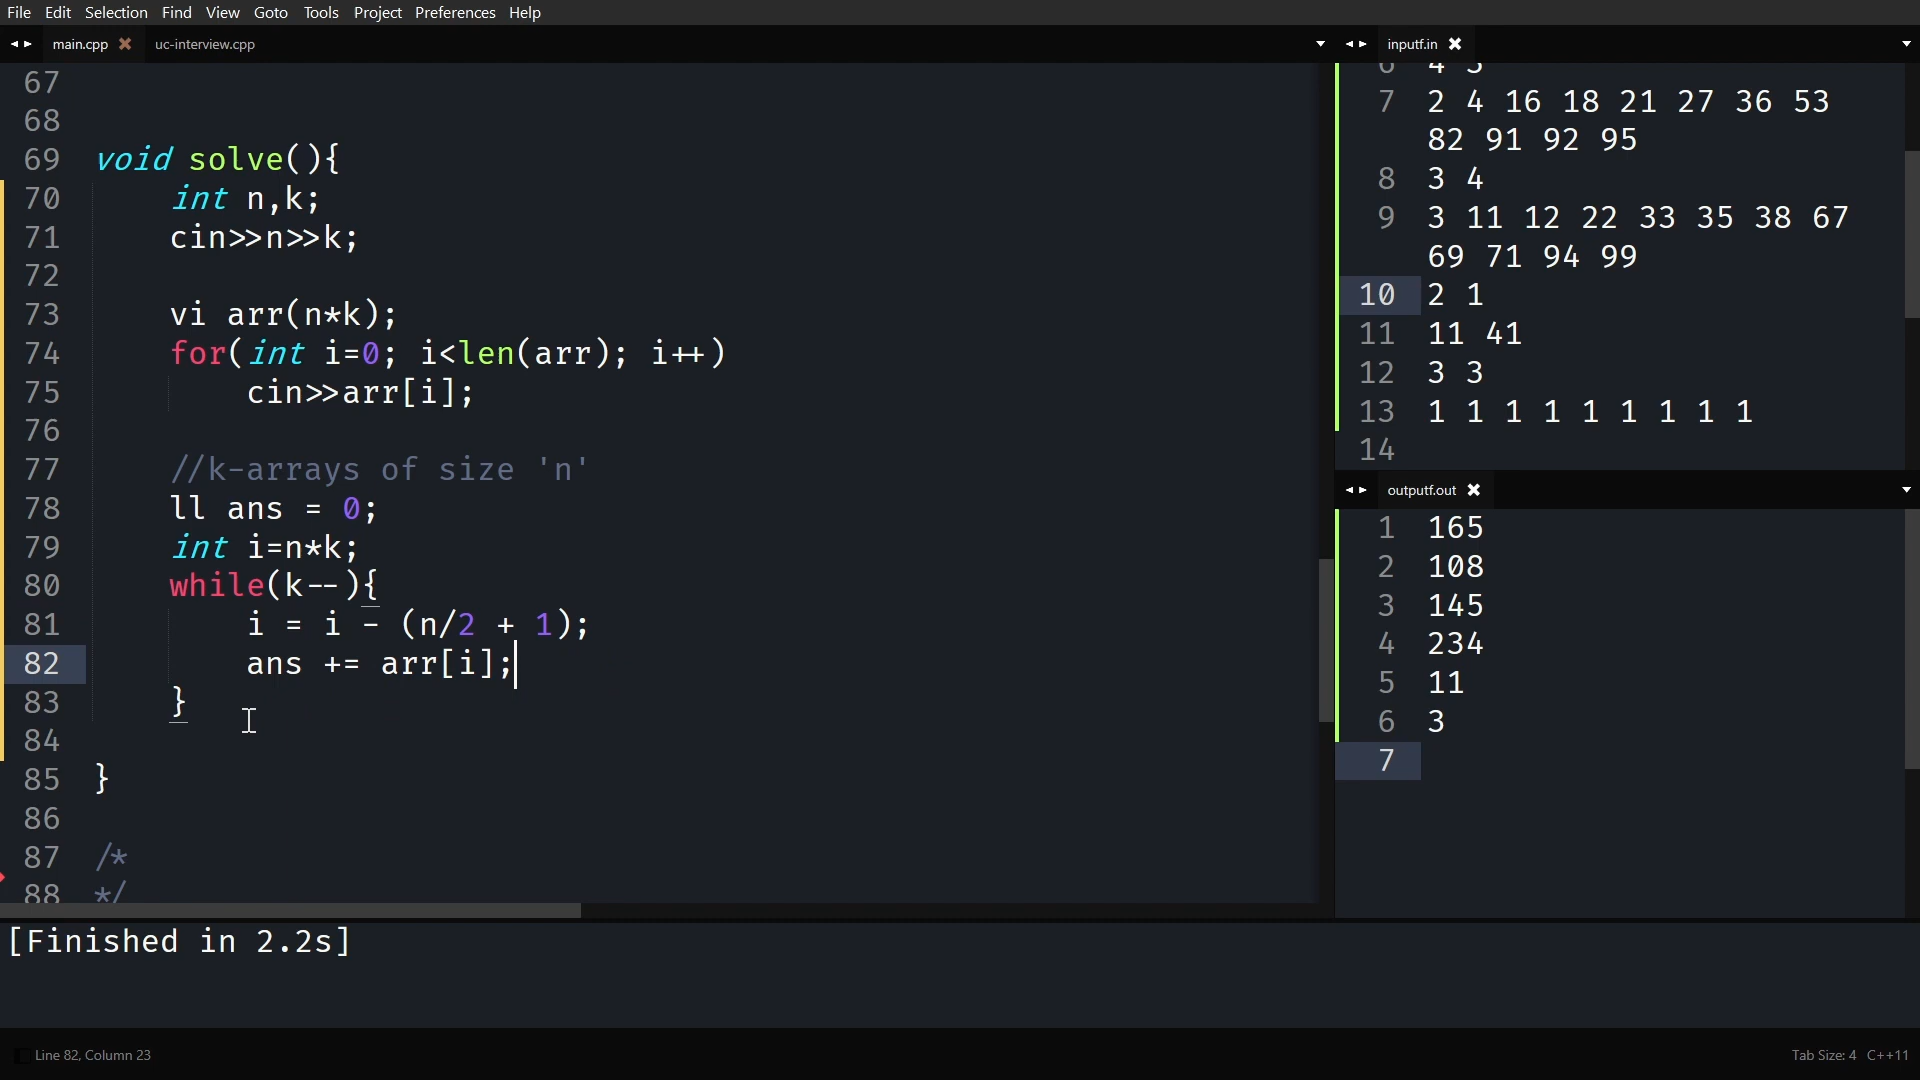 File Edit Selection Find View Goto Tools Project Preferences Help
main.cpp uc-interview.cpp
67
68
69 void solve(){
70 int n,k;
71 cin>>n>>k;
72
73 vi arr(n*k);
74 for(int i=0; i<len(arr); i++)
75 cin>>arr[i];
76
77 //k-arrays of size 'n'
78 ll ans = 0;
79 int i=n*k;
80 while(k--){
81 i = i - (n/2 + 1);
82 ans += arr[i];
83 }
84
85 }
86
87 /*
88 */
inputf.in
6 4 3
7 2 4 16 18 21 27 36 53
82 91 92 95
8 3 4
9 3 11 12 22 33 35 38 67
69 71 94 99
10 2 1
11 11 41
12 3 3
13 1 1 1 1 1 1 1 1 1
14
outputf.out
1 165
2 108
3 145
4 234
5 11
6 3
7
[Finished in 2.2s]
Line 82, Column 23
Tab Size: 4 C++11